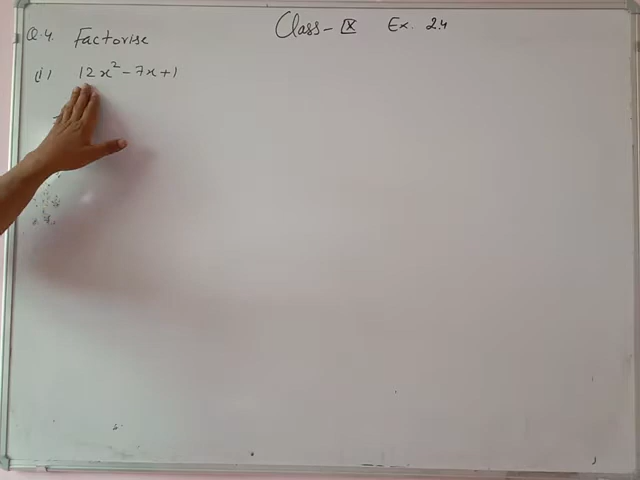 Class - IX Ex. 2.4
Q.4. Factorise
(i) 12x² - 7x + 1